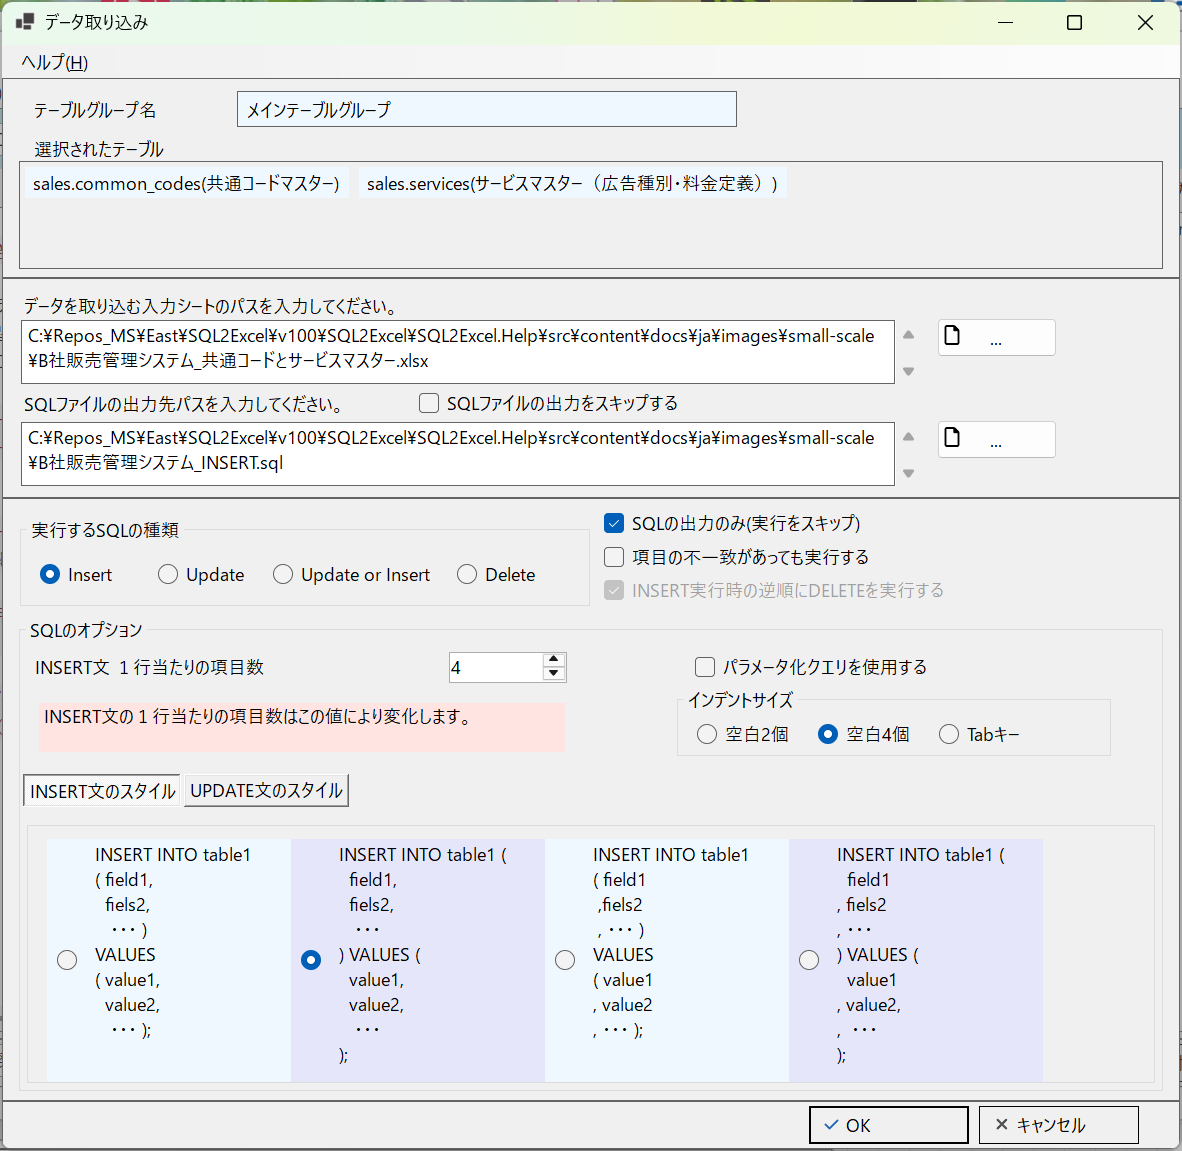 データ取り込み
ヘルプ(H)
テーブルグループ名
メインテーブルグループ
選択されたテーブル
sales.common_codes(共通コードマスター)
sales.services(サービスマスター（広告種別・料金定義）)
データを取り込む入力シートのパスを入力してください。
C:¥Repos_MS¥East¥SQL2Excel¥v100¥SQL2Excel¥SQL2Excel.Help¥src¥content¥docs¥ja¥images¥small-scale
¥B社販売管理システム_共通コードとサービスマスター.xlsx
...
SQLファイルの出力先パスを入力してください。
SQLファイルの出力をスキップする
C:¥Repos_MS¥East¥SQL2Excel¥v100¥SQL2Excel¥SQL2Excel.Help¥src¥content¥docs¥ja¥images¥small-scale
¥B社販売管理システム_INSERT.sql
...
実行するSQLの種類
Insert
Update
Update or Insert
Delete
SQLの出力のみ(実行をスキップ)
項目の不一致があっても実行する
INSERT実行時の逆順にDELETEを実行する
SQLのオプション
INSERT文 １行当たりの項目数
4
INSERT文の１行当たりの項目数はこの値により変化します。
パラメータ化クエリを使用する
インデントサイズ
空白2個
空白4個
Tabキー
INSERT文のスタイル
UPDATE文のスタイル
INSERT INTO table1
( field1,
fiels2,
・・・ )
VALUES
( value1,
value2,
・・・ );
INSERT INTO table1 (
field1,
fiels2,
・・・
) VALUES (
value1,
value2,
・・・
);
INSERT INTO table1
( field1
,fiels2
, ・・・ )
VALUES
( value1
, value2
, ・・・ );
INSERT INTO table1 (
field1
, fiels2
, ・・・
) VALUES (
value1
, value2,
, ・・・
);
OK
キャンセル